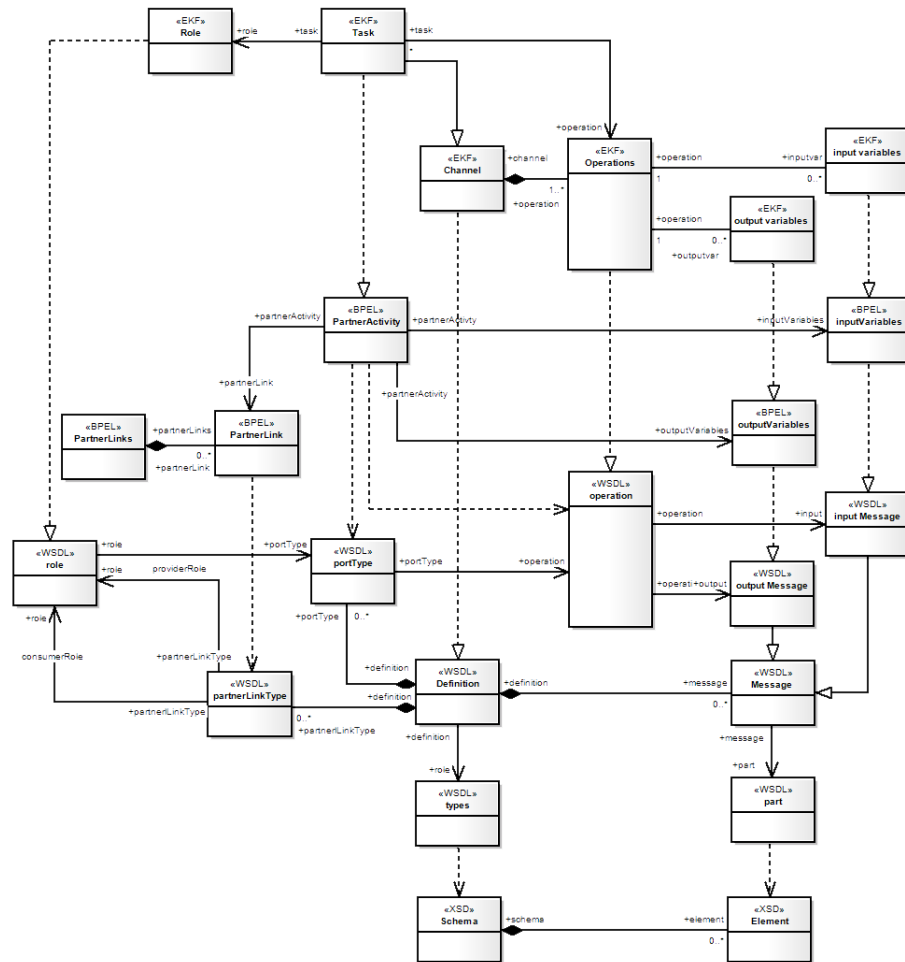 «EKF»
Role
+role
+task
«EKF»
Task
+task
*
+operation
«EKF»
Channel
+channel
1..*
+operation
«EKF»
Operations
+operation
+inputvar
1
0..*
«EKF»
input variables
+operation
1
0..*
+outputvar
«EKF»
output variables
«BPEL»
PartnerActivity
+partnerActivity
+partnerActivty
+inputVariables
«BPEL»
inputVariables
+partnerLink
+partnerActivity
«BPEL»
PartnerLinks
+partnerLinks
0..*
+partnerLink
«BPEL»
PartnerLink
+outputVariables
«BPEL»
outputVariables
«WSDL»
operation
+operation
+input
«WSDL»
input Message
«WSDL»
role
+role
+portType
+role
providerRole
«WSDL»
portType
+portType
+operation
+operati
+output
«WSDL»
output Message
+role
+portType
0..*
consumerRole
+partnerLinkType
+definition
«WSDL»
partnerLinkType
+partnerlLinkType
+definition
0..*
+partnerlLinkType
«WSDL»
Definition
+definition
+message
0..*
«WSDL»
Message
+definition
+message
+role
+part
«WSDL»
types
«WSDL»
part
«XSD»
Schema
+schema
+element
0..*
«XSD»
Element